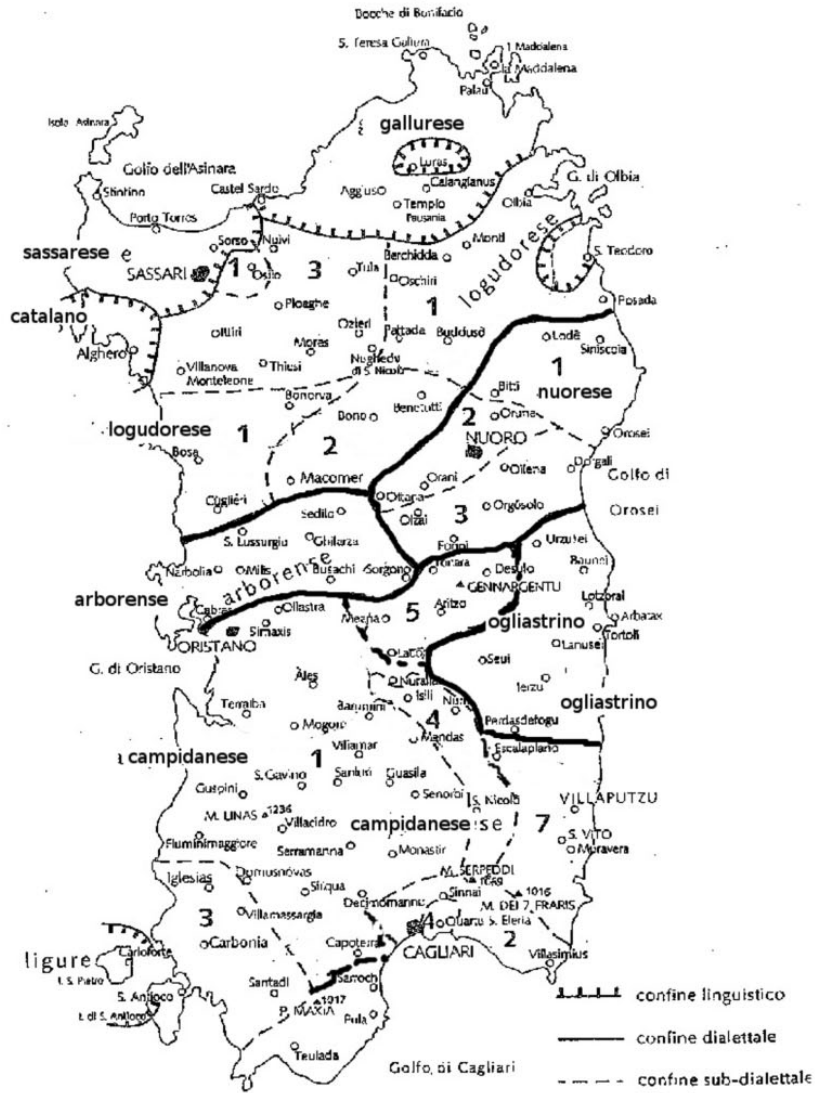 Bocche di Bonifacio
S. Teresa Gallura
la Maddalena
Palau
Isola Asinara
gallurese
Luras
Golfo dell'Asinara
Calangianus
G. di Olbia
Stintino
Castel Sardo
Aggius
Templo
Pausania
Olbia
Porto Torres
Sorso
Nulvi
Monti
sassarese e
Berchidda
S. Teodoro
SASSARI
1
Osilo
3
Tula
Oschiri
logudorese
Ploaghe
1
Posada
catalano
Ittiri
Ozieri
Pattada
Buddusò
Lodè
Alghero
Mores
Siniscola
Villanova
Monteleone
Thiesi
Nughedu
di S. Nicolò
1
Bonorva
Benetutti
Bitti
nuorese
logudorese
1
Bono
2
Oruna
Orosei
Bosa
2
NUORO
Macomer
Oliena
Dorgali
Golfo di
Orosei
Cuglieri
Ottana
Orani
Sedilo
Olzai
3
Orgosolo
S. Lussurgiu
Ghilarza
Fonni
Urzulei
Narbolia
Milis
Busachi
Sorgono
Tonara
Desulo
Baunei
arborense
GENNARGENTU
arborense
Cabras
Ollastra
5
Aritzo
Lotzorai
Arbatax
ORISTANO
Simaxis
Meana
ogliastrino
Tortolì
Lanusei
G. di Oristano
Seui
Ales
Isili
Jerzu
ogliastrino
Terralba
Barumini
4
Mogoro
Mandas
Perdasdefogu
campidanese
1
Villamar
Escalaplano
S. Gavino
Sanluri
Guasila
Guspini
Senorbì
S. Nicolò
VILLAPUTZU
M. LINAS
1236
Villacidro
campidanese
se
7
S. VITO
Fluminimaggiore
Serramanna
Monastir
Moravera
M. SERPEDDI
1069
Iglesias
Domusnovas
Siliqua
Decimomannu
Sinnai
1016
M. DEI 7 FRARIS
Villamassargia
4
Quartu S. Elena
3
2
Carbonia
Capoterra
CAGLIARI
ligure
Carloforte
Villasimius
I. S. Pietro
Santadi
Sarroch
S. Antioco
1017
P. MAXIA
Pula
I. di S. Antioco
Teulada
Golfo di Cagliari
confine linguistico
confine dialettale
confine sub-dialettale